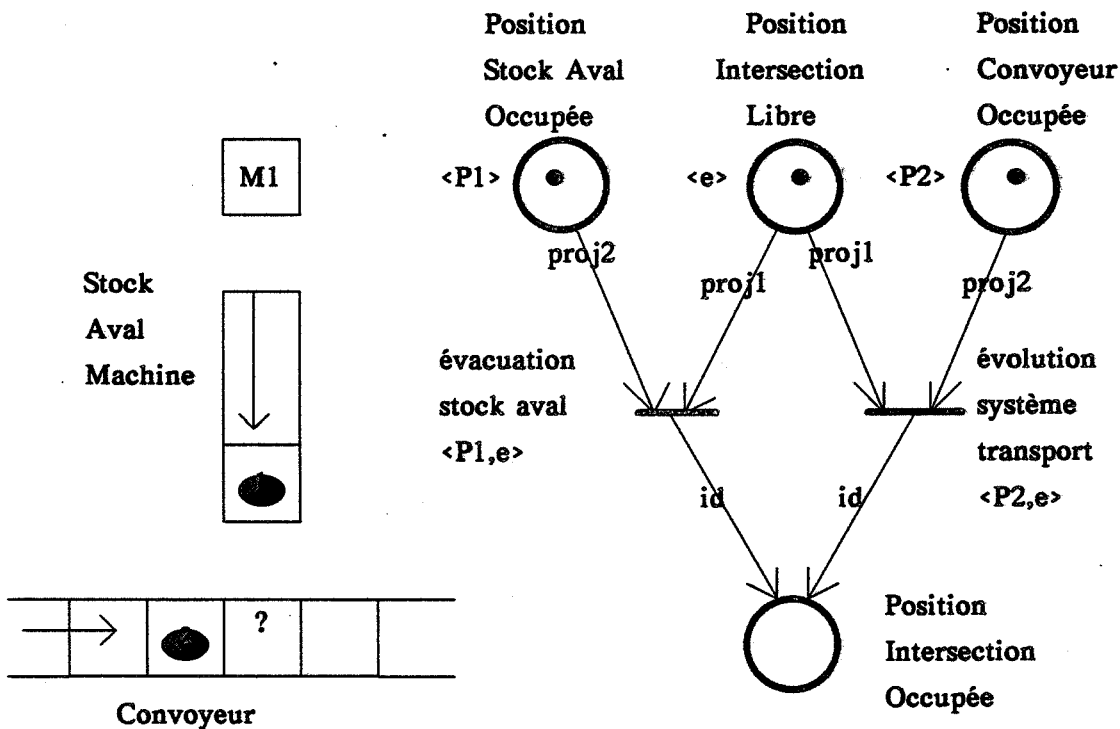 Position
Stock Aval
Occupée
Position
Intersection
Libre
Position
Convoyeur
Occupée
M1
<P1>
<e>
<P2>
proj2
proj1
proj1
proj2
Stock
Aval
Machine
évacuation
stock aval
<P1,e>
évolution
système
transport
<P2,e>
id
id
?
Position
Intersection
Occupée
Convoyeur